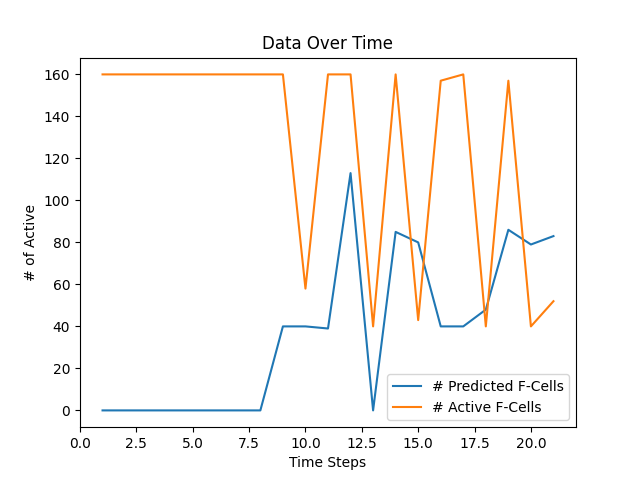 Data Over Time
160
140
120
100
80
60
40
20
0
# of Active
0.0 2.5 5.0 7.5 10.0 12.5 15.0 17.5 20.0
Time Steps
# Predicted F-Cells
# Active F-Cells